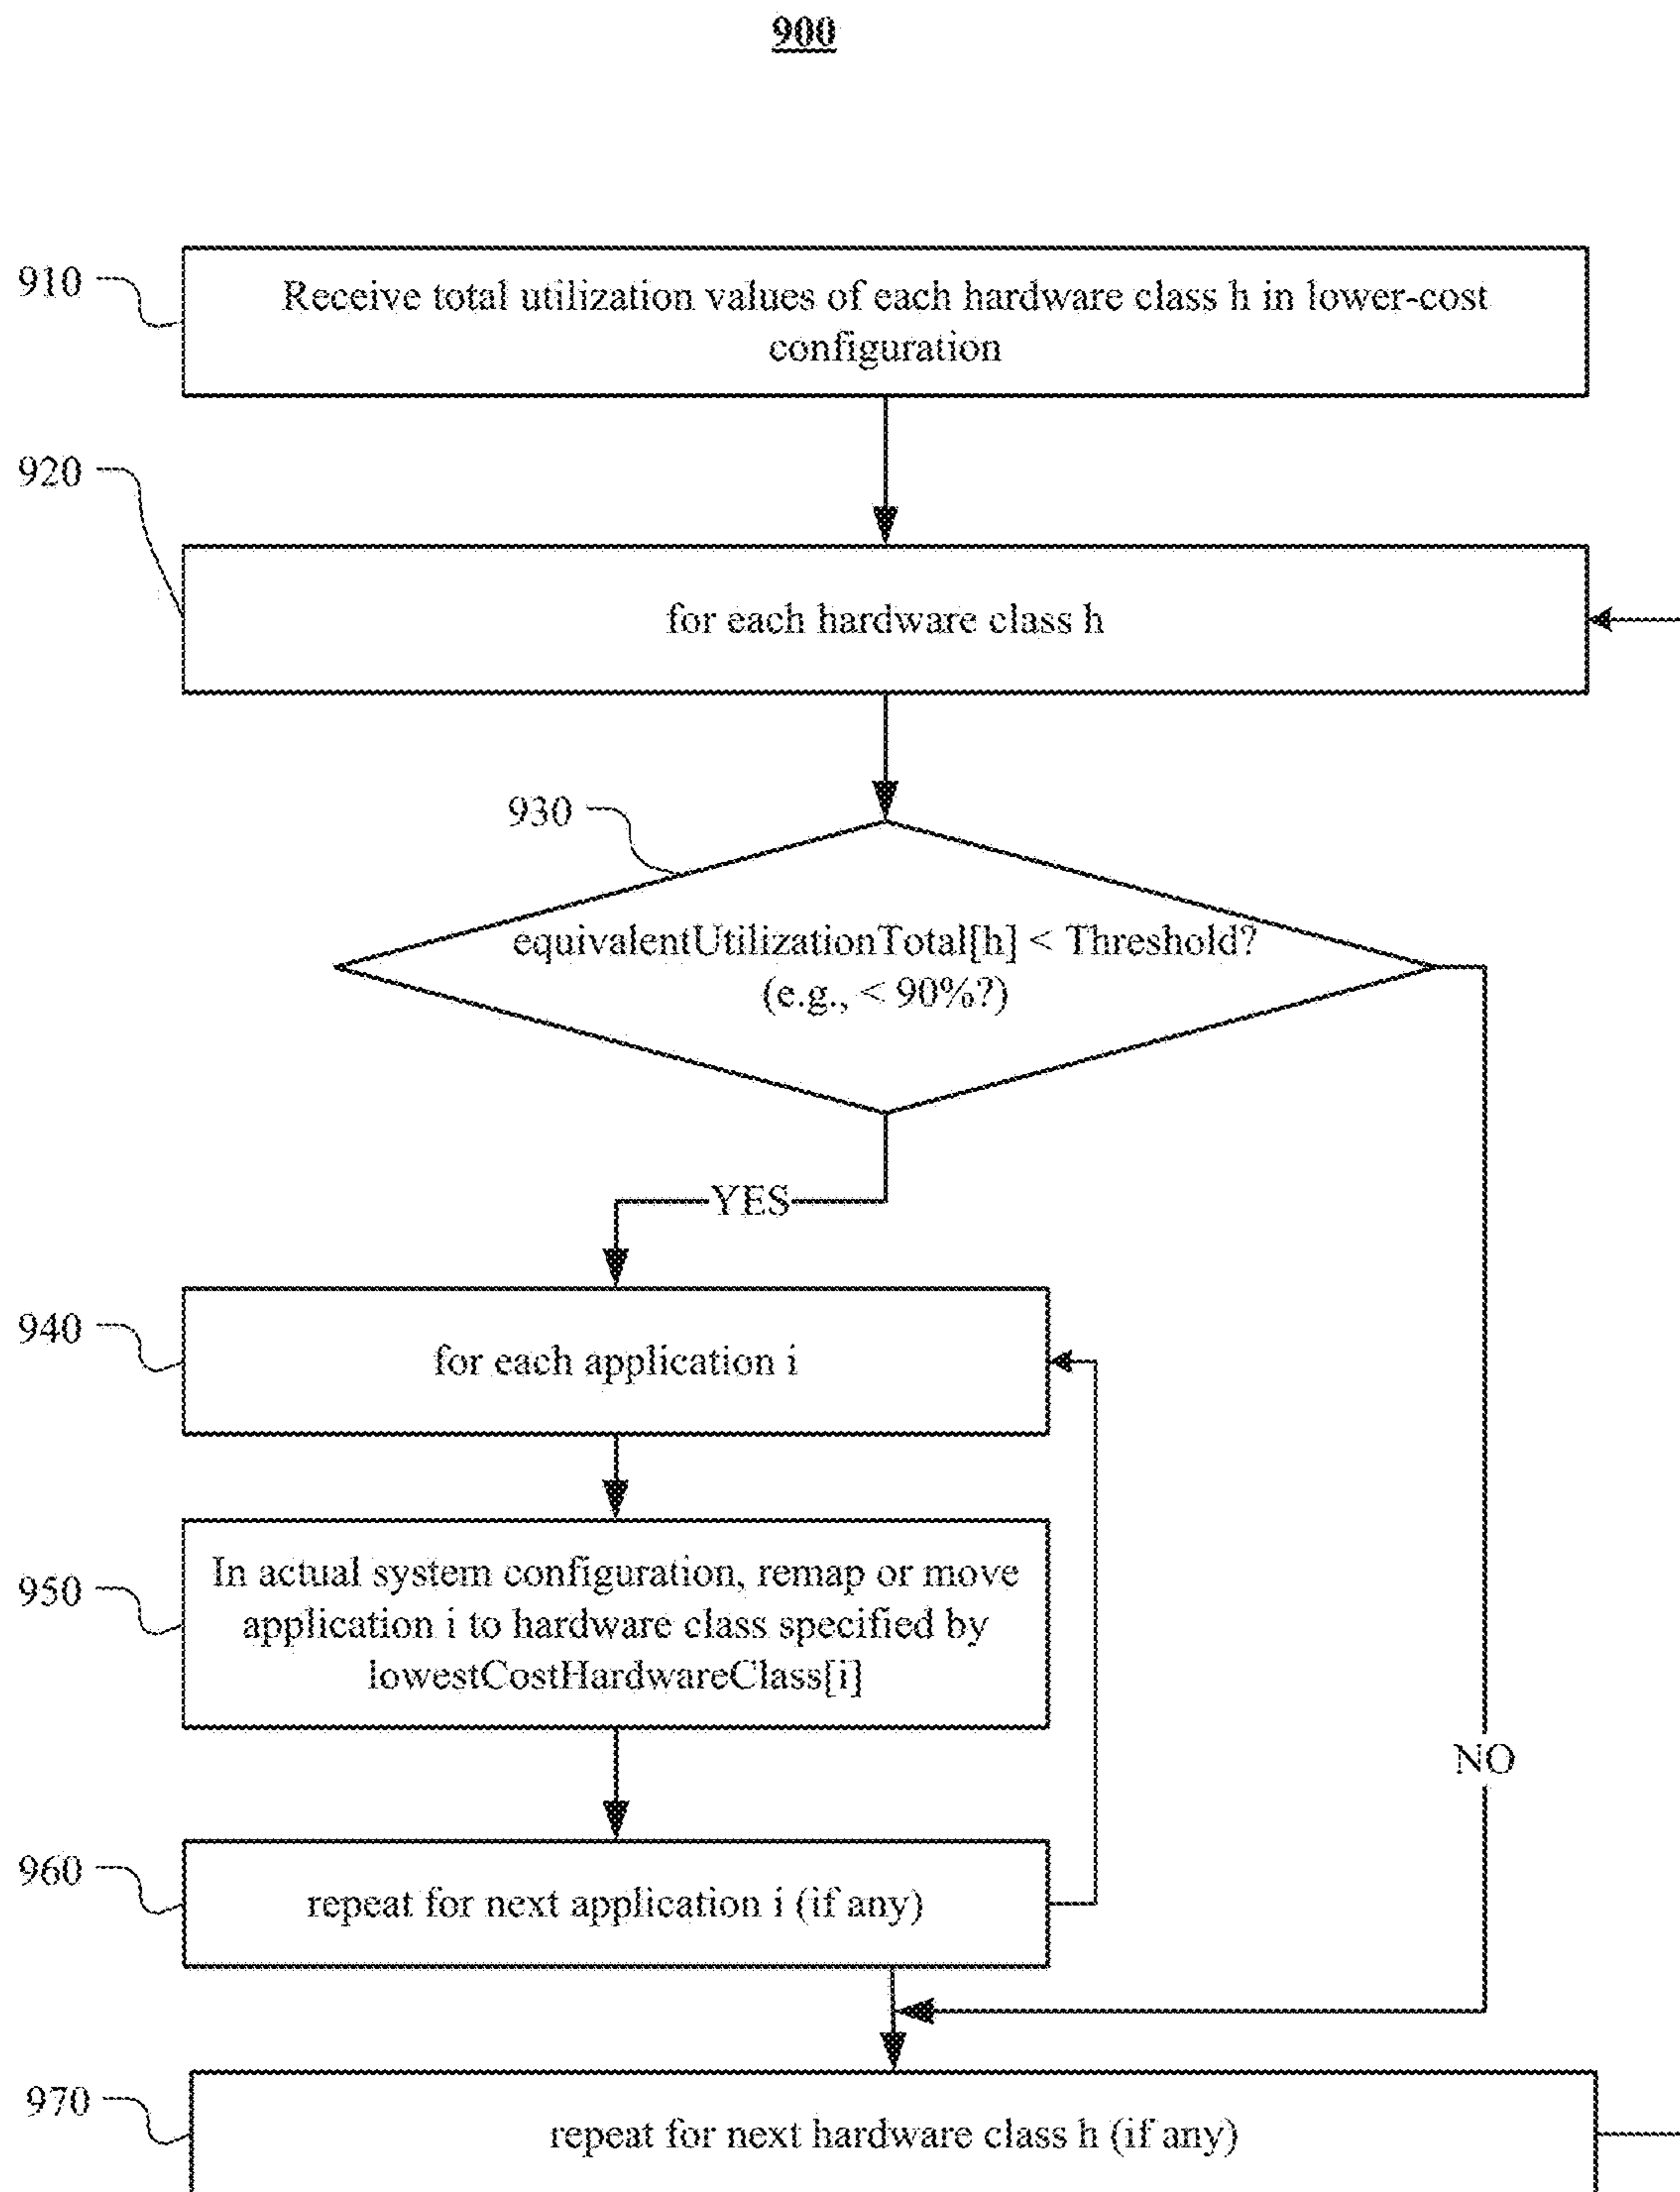 900
910
Receive total utilization values of each hardware class h in lower-cost
configuration
920
for each hardware class h
930
equivalentUtilizationTotal[h] < Threshold?
(e.g., < 90%?)
YES
940
for each application i
950
In actual system configuration, remap or move
application i to hardware class specified by
lowestCostHardwareClass[i]
NO
960
repeat for next application i (if any)
970
repeat for next hardware class h (if any)